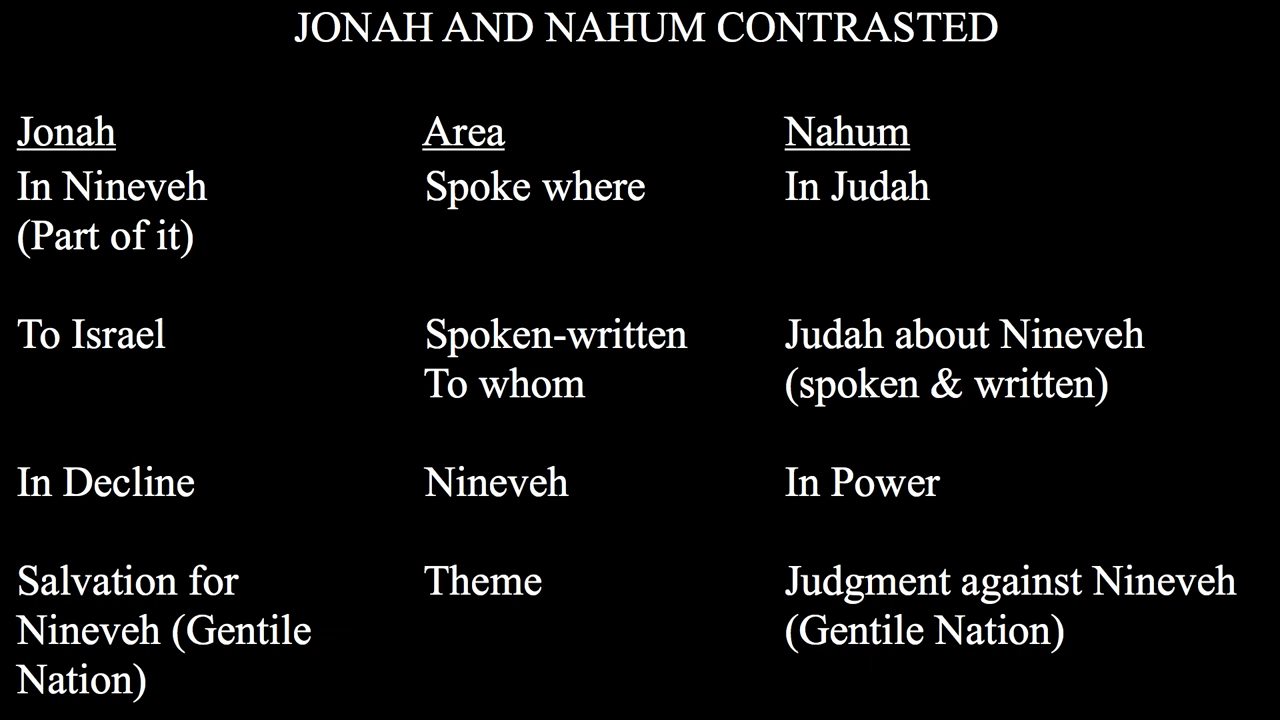 JONAH AND NAHUM CONTRASTED
Jonah Area Nahum
In Nineveh Spoke where In Judah
(Part of it)
To Israel Spoken-written Judah about Nineveh
To whom (spoken & written)
In Decline Nineveh In Power
Salvation for Theme Judgment against Nineveh
Nineveh (Gentile (Gentile Nation)
Nation)